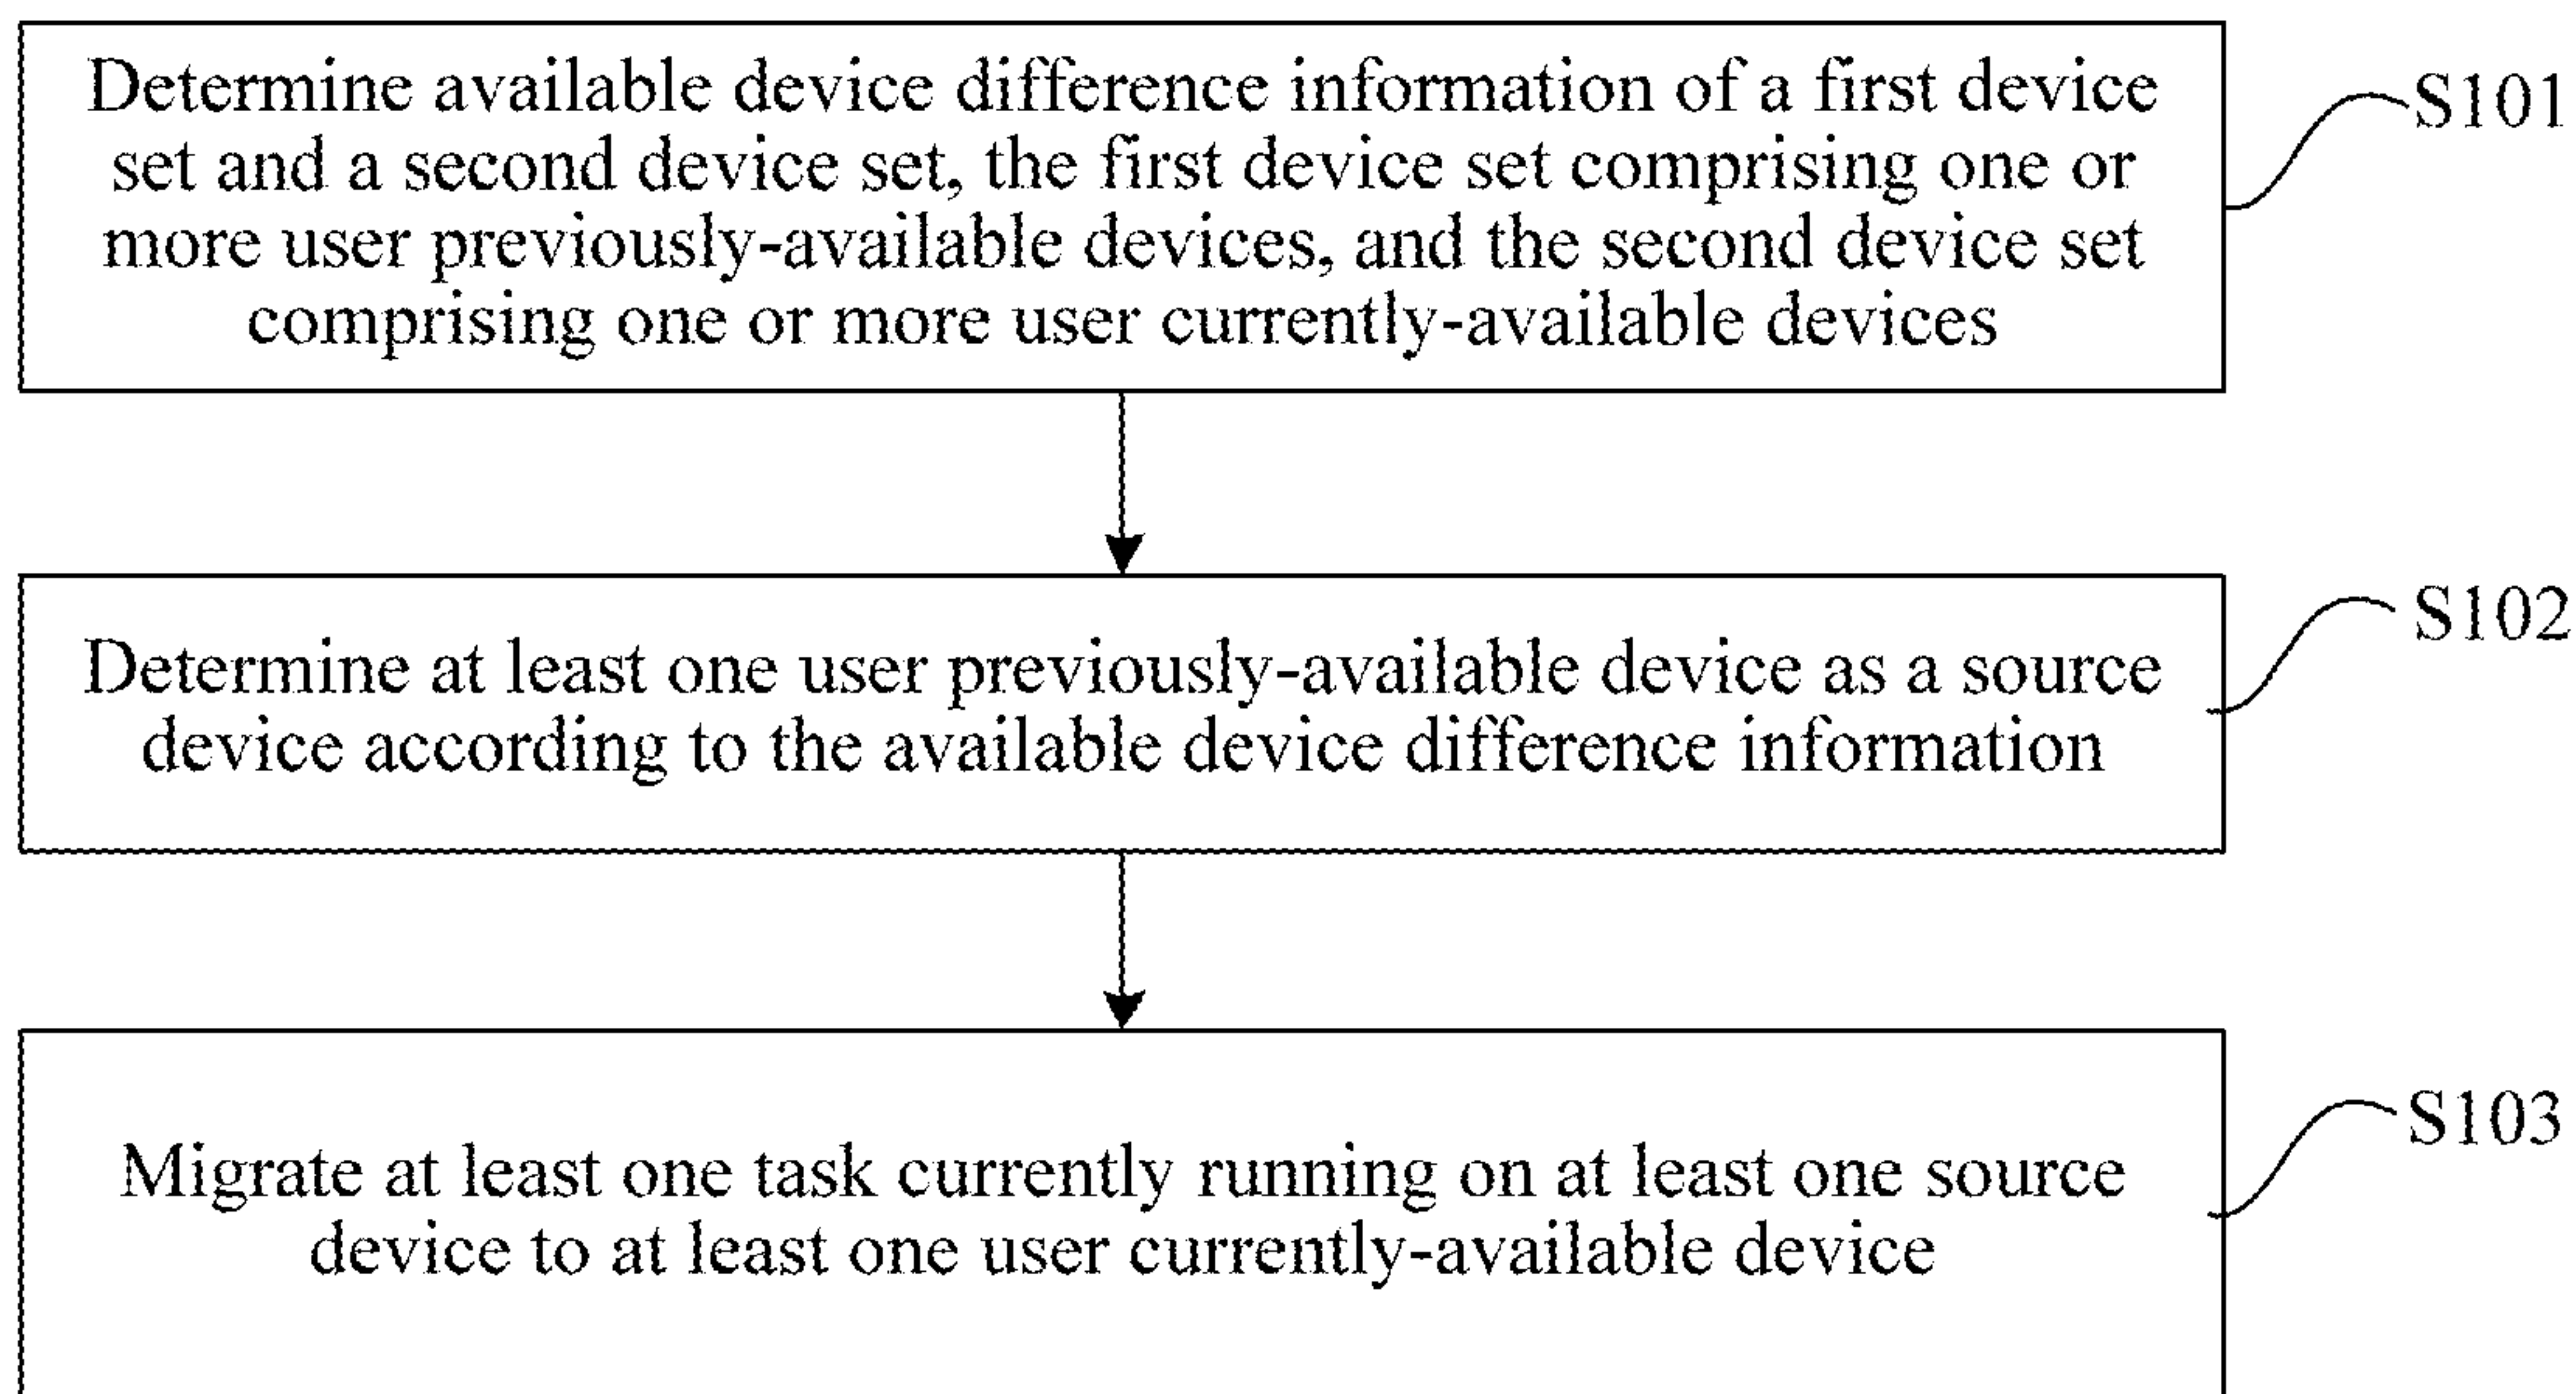 Determine available device difference information of a first device
set and a second device set, the first device set comprising one or
more user previously-available devices, and the second device set
comprising one or more user currently-available devices
S101
Determine at least one user previously-available device as a source
device according to the available device difference information
S102
Migrate at least one task currently running on at least one source
device to at least one user currently-available device
S103